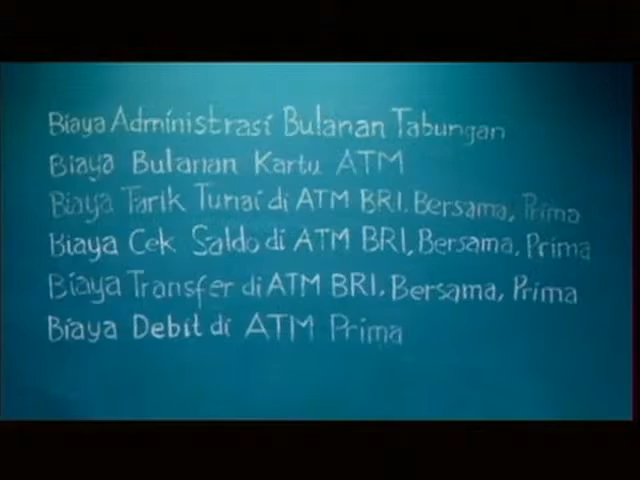 Biaya Administrasi Bulanan Tabungan
Biaya Bulanan Kartu ATM
Biaya Tarik Tunai di ATM BRI, Bersama, Prima
Biaya Cek Saldo di ATM BRI, Bersama, Prima
Biaya Transfer di ATM BRI, Bersama, Prima
Biaya Debit di ATM Prima